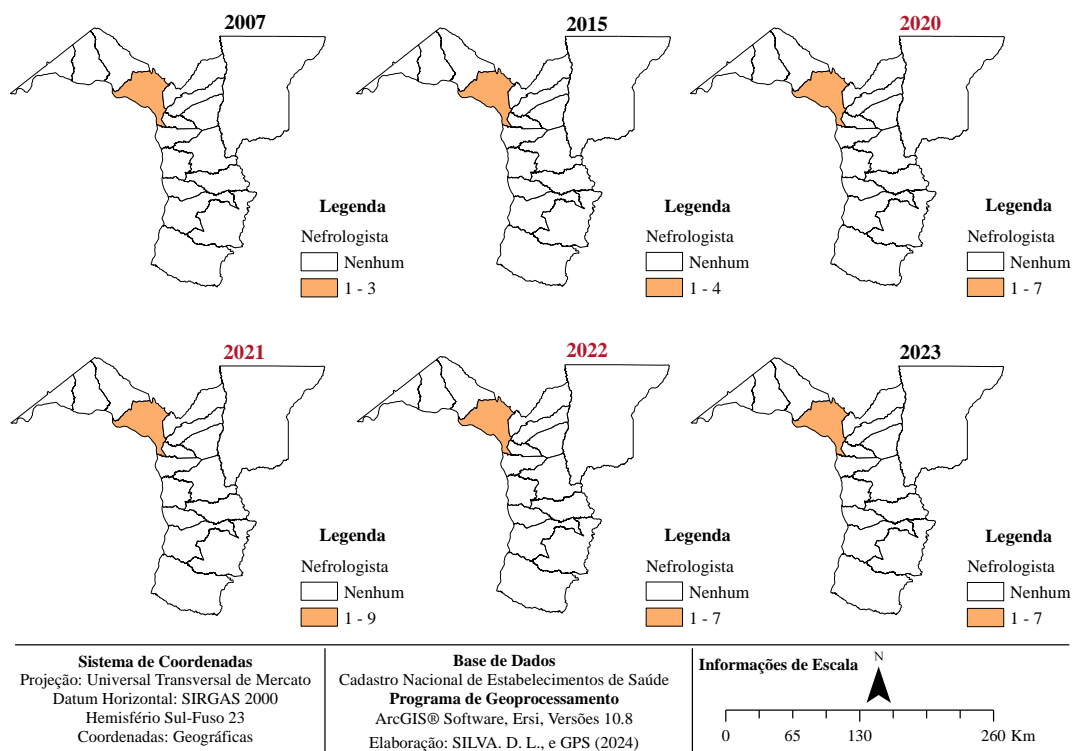 2007
Legenda
Nefrologista
Nenhum
1 - 3
2015
Legenda
Nefrologista
Nenhum
1 - 4
2020
Legenda
Nefrologista
Nenhum
1 - 7
2021
Legenda
Nefrologista
Nenhum
1 - 9
2022
Legenda
Nefrologista
Nenhum
1 - 7
2023
Legenda
Nefrologista
Nenhum
1 - 7
Sistema de Coordenadas
Projeção: Universal Transversal de Mercato
Datum Horizontal: SIRGAS 2000
Hemisfério Sul-Fuso 23
Coordenadas: Geográficas
Base de Dados
Cadastro Nacional de Estabelecimentos de Saúde
Programa de Geoprocessamento
ArcGIS® Software, Ersi, Versões 10.8
Elaboração: SILVA. D. L., e GPS (2024)
Informações de Escala
N
0 65 130 260 Km